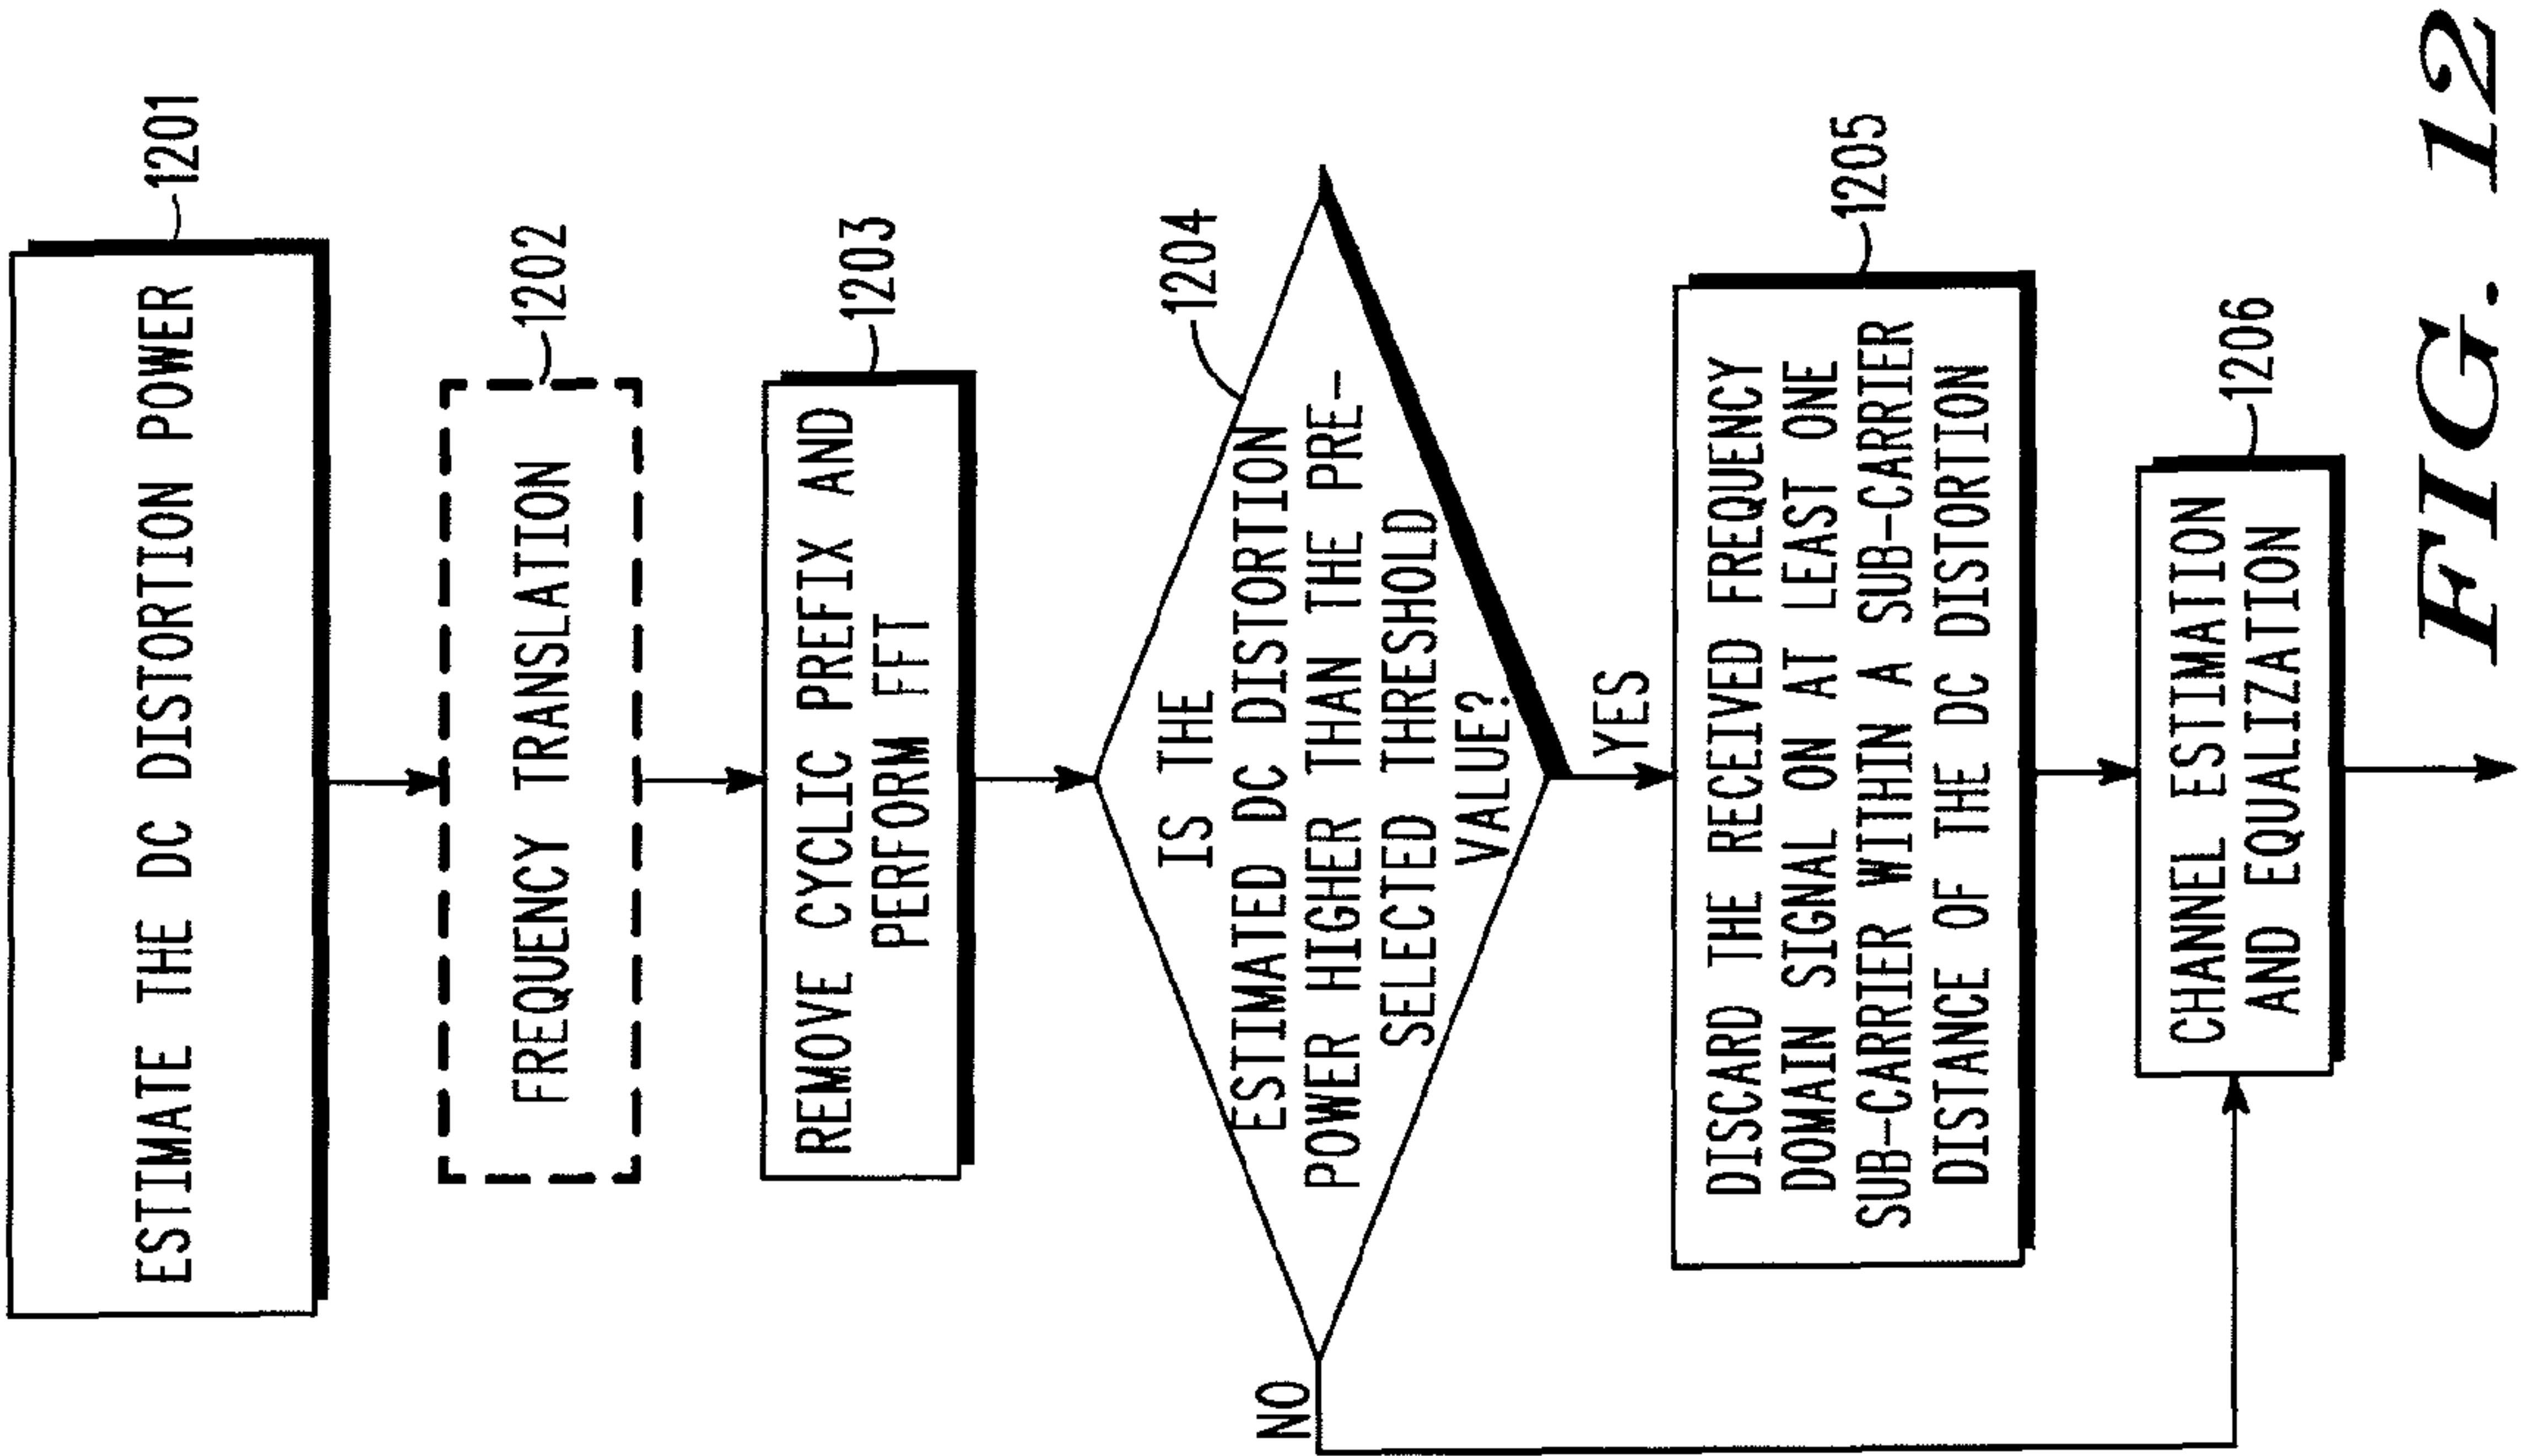 ESTIMATE THE DC DISTORTION POWER
1201
FREQUENCY TRANSLATION
1202
REMOVE CYCLIC PREFIX AND
PERFORM FFT
1203
IS THE
ESTIMATED DC DISTORTION
POWER HIGHER THAN THE PRE-
SELECTED THRESHOLD
VALUE?
1204
NO
YES
DISCARD THE RECEIVED FREQUENCY
DOMAIN SIGNAL ON AT LEAST ONE
SUB-CARRIER WITHIN A SUB-CARRIER
DISTANCE OF THE DC DISTORTION
1205
CHANNEL ESTIMATION
AND EQUALIZATION
1206
FIG. 12